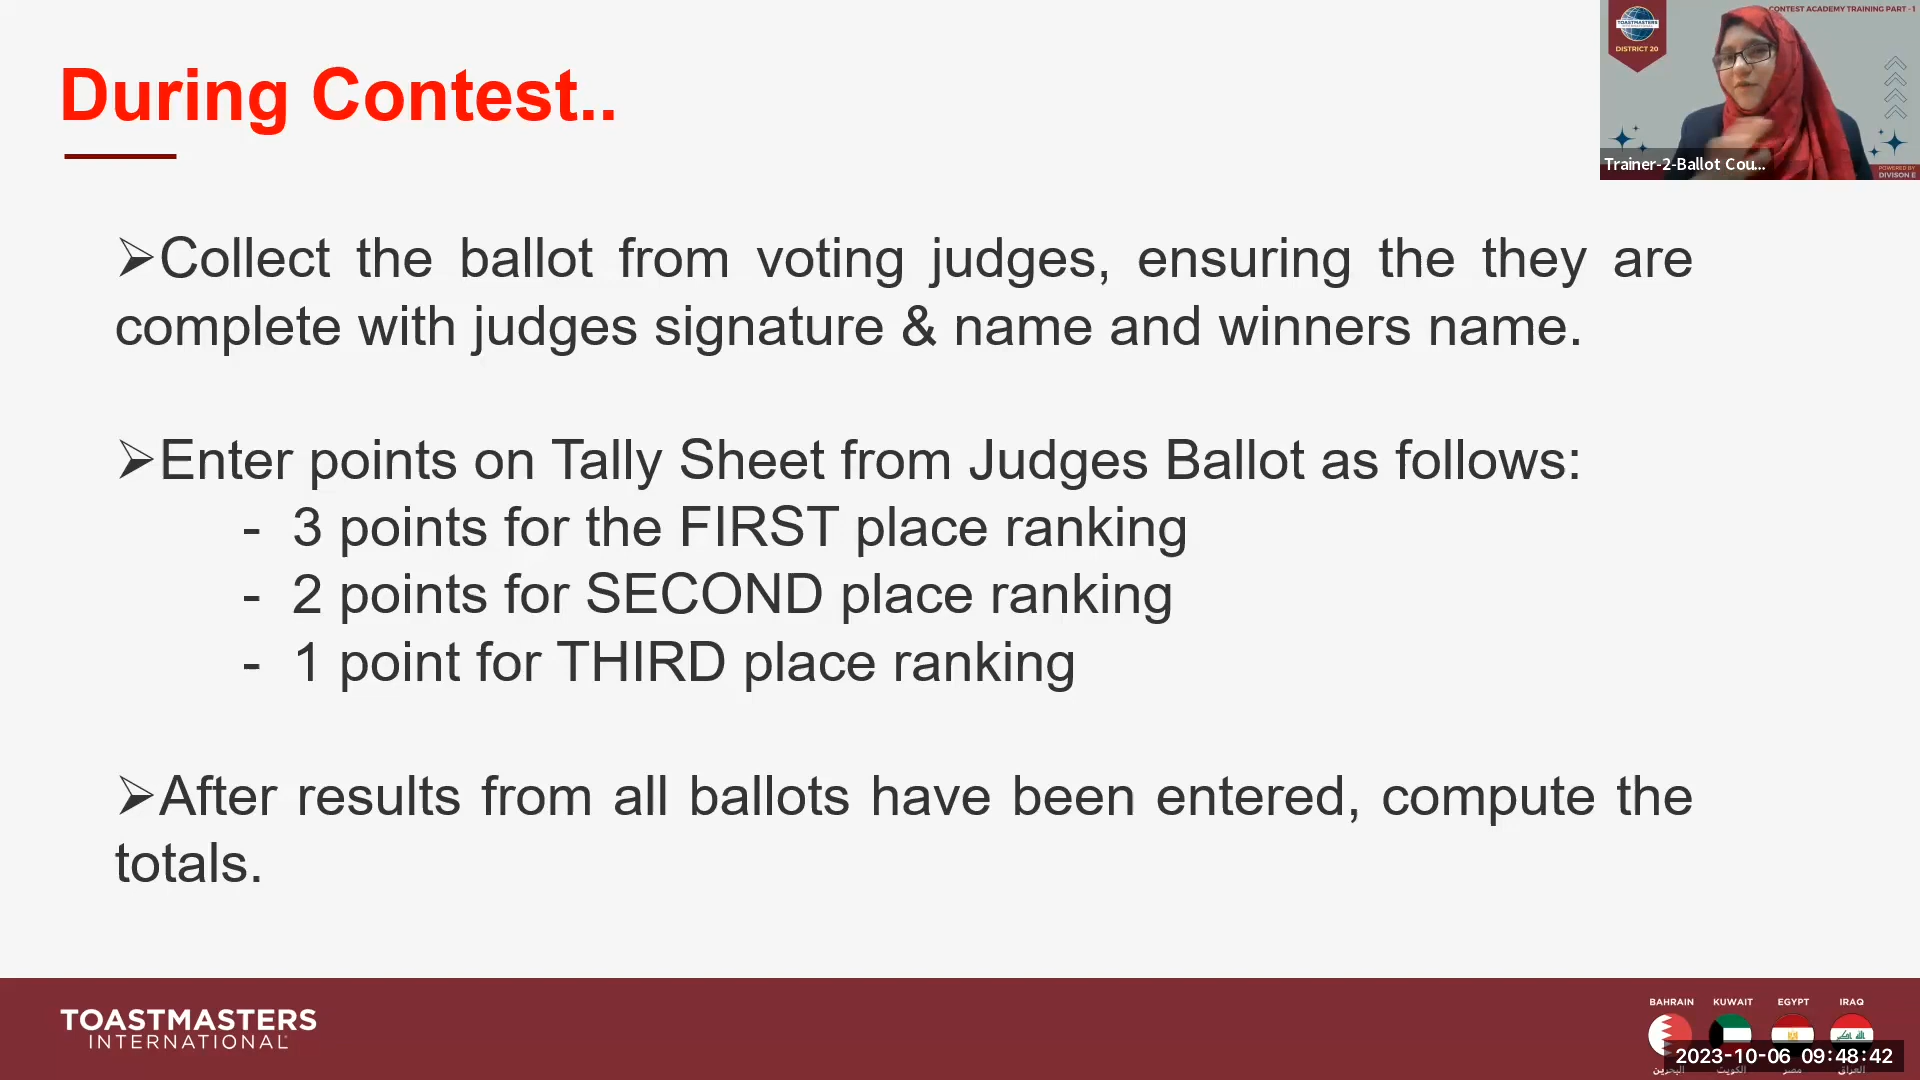 During Contest..
TOASTMASTERS
DISTRICT 20
CONTEST ACADEMY TRAINING PART - 1
Trainer-2-Ballot Cou...
POWERED BY
DIVISON E
➢Collect the ballot from voting judges, ensuring the they are
complete with judges signature & name and winners name.
➢Enter points on Tally Sheet from Judges Ballot as follows:
- 3 points for the FIRST place ranking
- 2 points for SECOND place ranking
- 1 point for THIRD place ranking
➢After results from all ballots have been entered, compute the
totals.
TOASTMASTERS
INTERNATIONAL
BAHRAIN KUWAIT EGYPT IRAQ
2023-10-06 09:48:42
البحرين الكويت مصر العراق